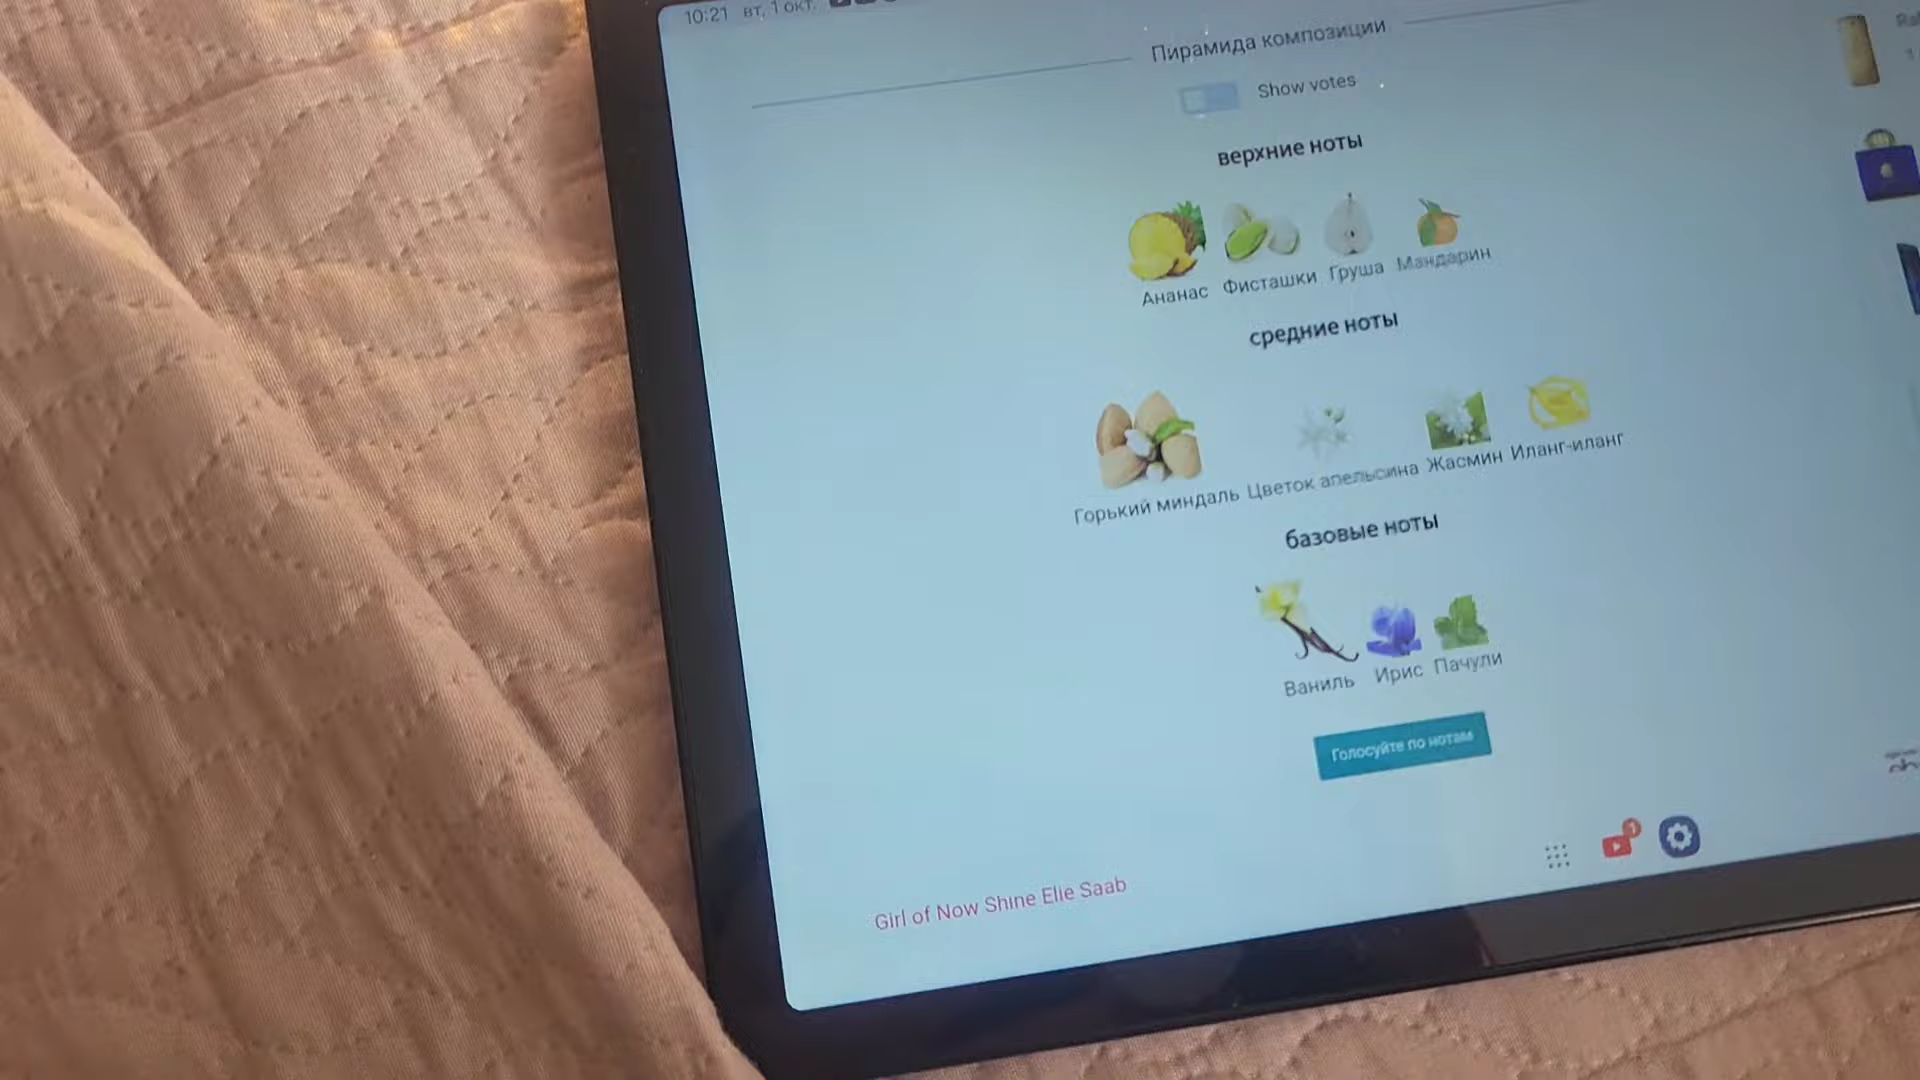 10:21 вт, 1 окт.
Пирамида композиции
Show votes
верхние ноты
Ананас Фисташки Груша Мандарин
средние ноты
Горький миндаль Цветок апельсина Жасмин Иланг-иланг
базовые ноты
Ваниль Ирис Пачули
Голосуйте по нотам
1
Girl of Now Shine Elie Saab